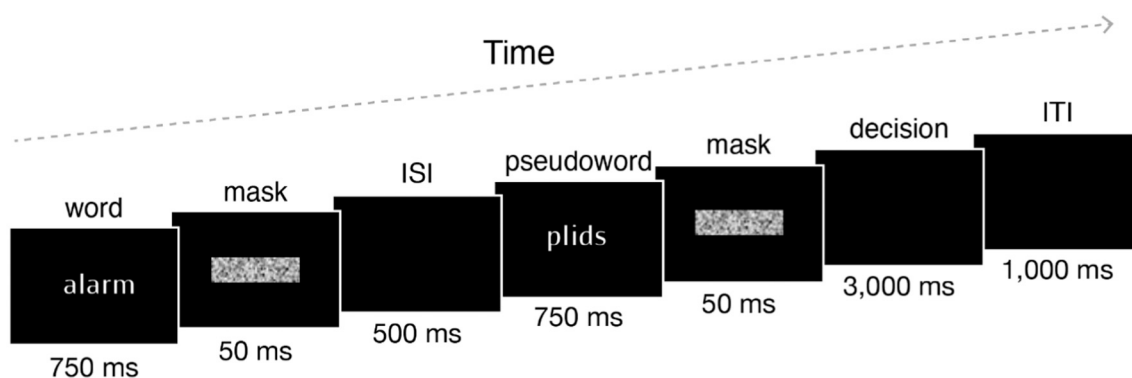 Time
word
alarm
750 ms
mask
50 ms
ISI
500 ms
pseudoword
plids
750 ms
mask
50 ms
decision
3,000 ms
ITI
1,000 ms